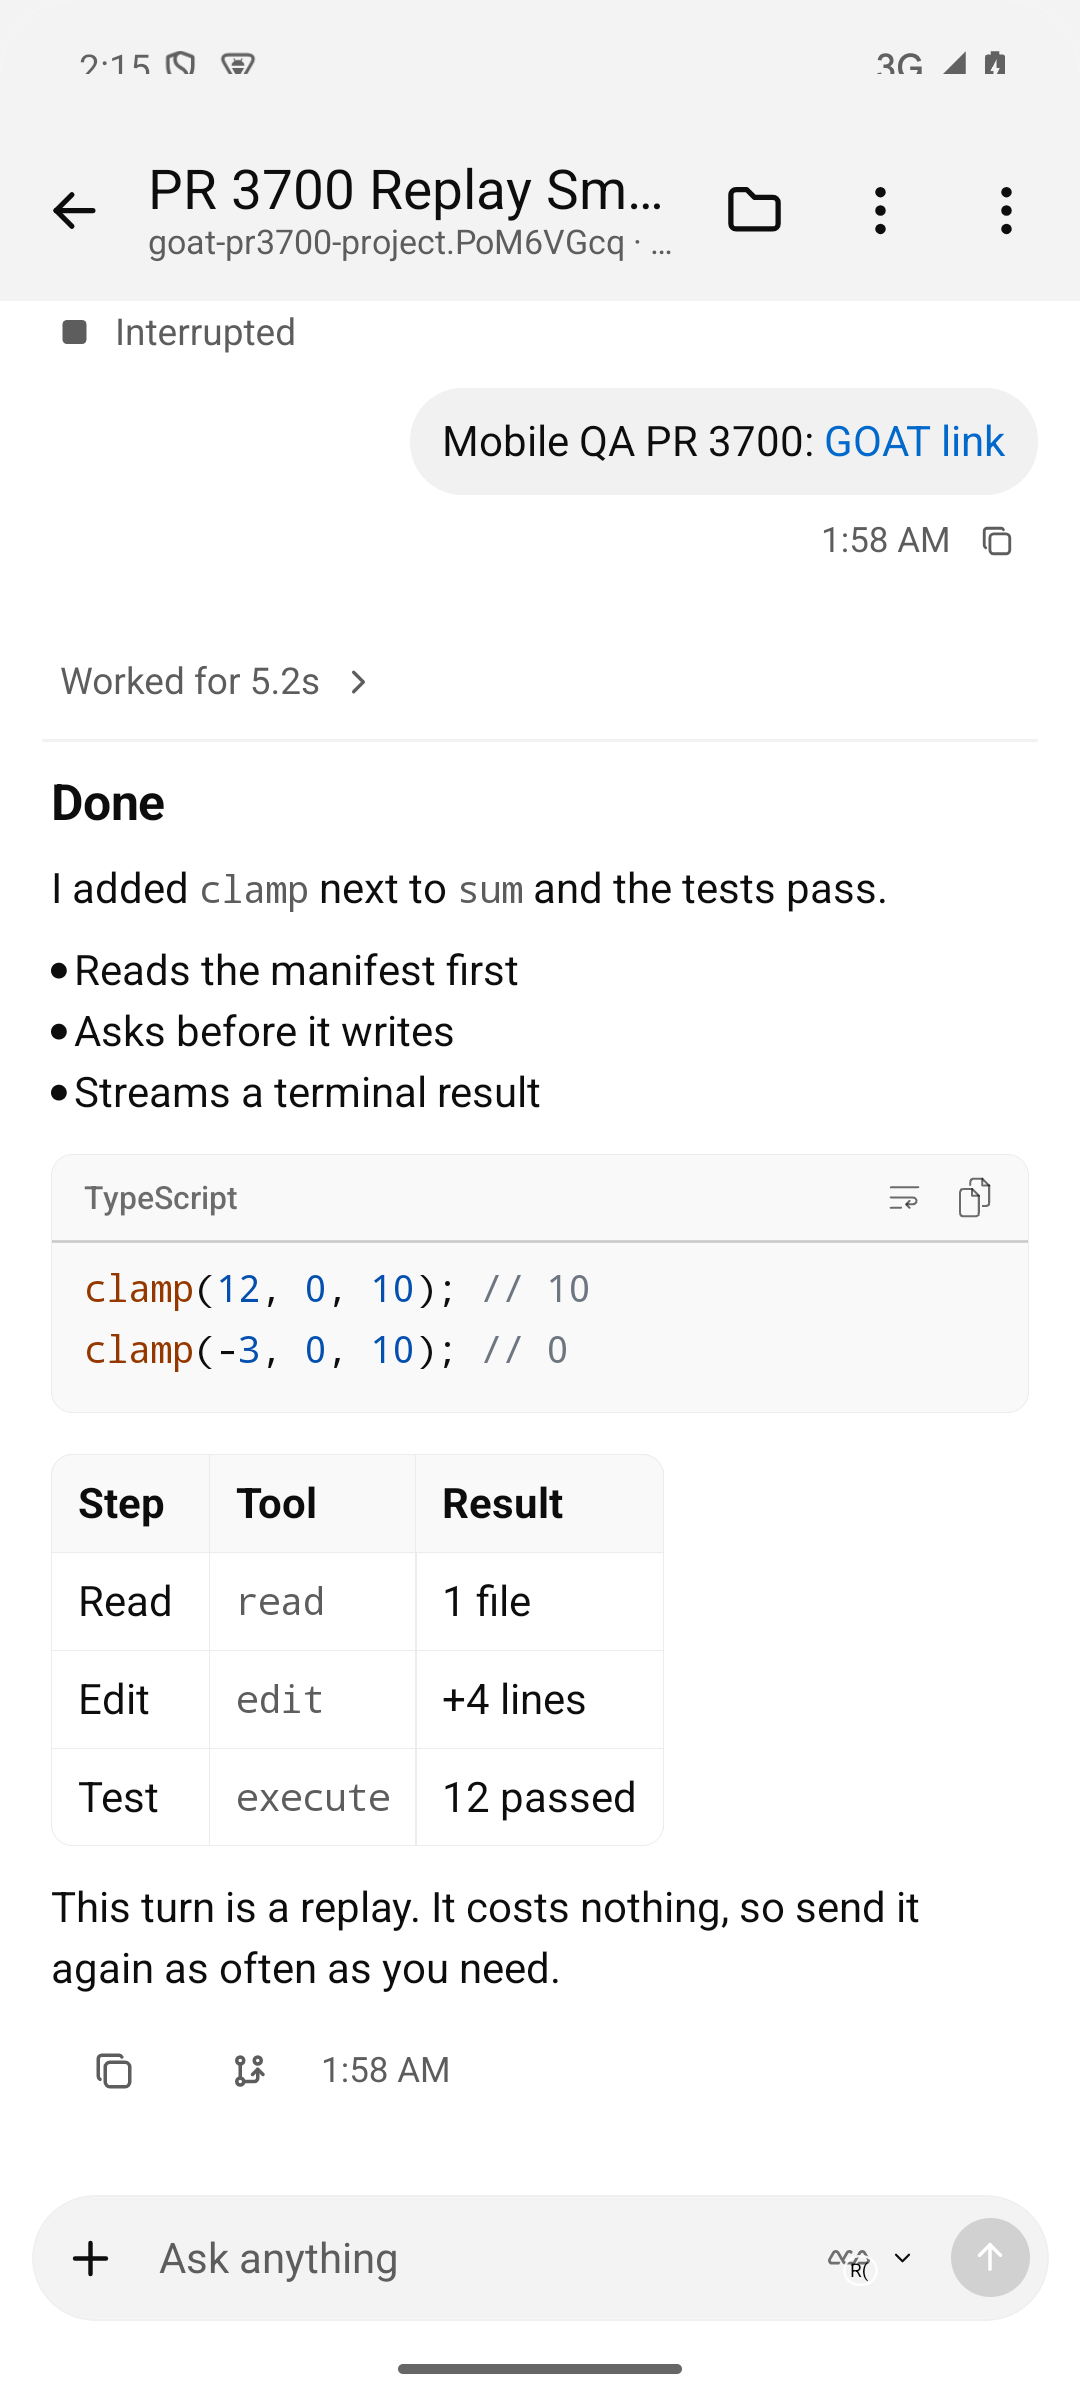 2:15
3G
PR 3700 Replay Sm…
goat-pr3700-project.PoM6VGcq · …
Interrupted
Mobile QA PR 3700: GOAT link
1:58 AM
Worked for 5.2s
Done
I added clamp next to sum and the tests pass.
• Reads the manifest first
• Asks before it writes
• Streams a terminal result
TypeScript
clamp(12, 0, 10); // 10
clamp(-3, 0, 10); // 0
Step Tool Result
Read read 1 file
Edit edit +4 lines
Test execute 12 passed
This turn is a replay. It costs nothing, so send it
again as often as you need.
1:58 AM
Ask anything
R(